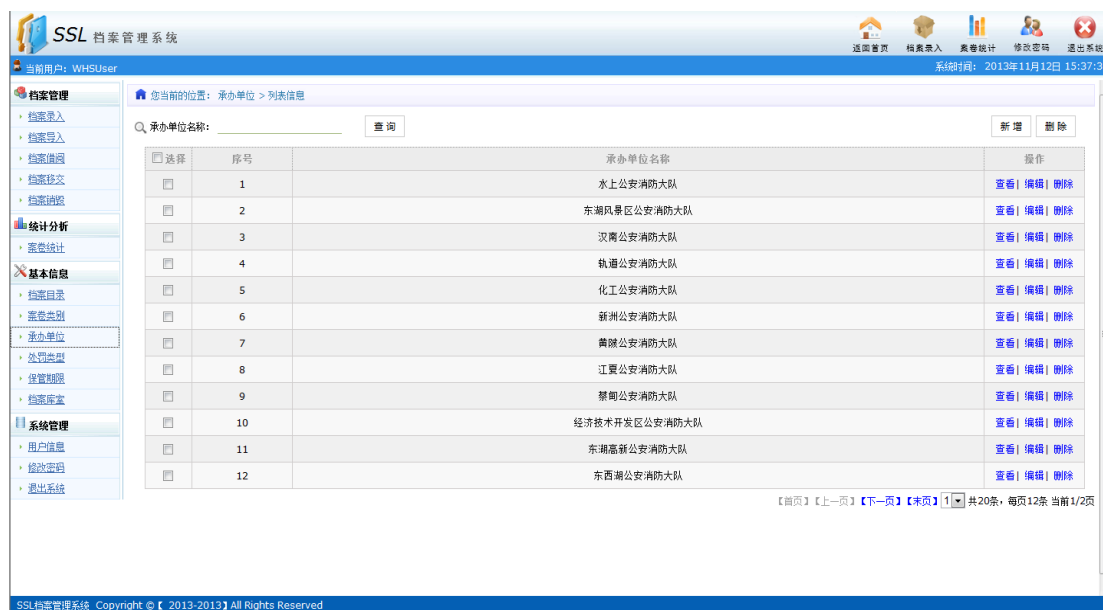 SSL 档案管理系统
返回首页 档案录入 案卷统计 修改密码 退出系统
当前用户: WHSUser
系统时间: 2013年11月12日 15:37:3
档案管理
档案录入
档案导入
档案借阅
档案移交
档案销毁
统计分析
案卷统计
基本信息
档案目录
案卷类别
承办单位
处罚类型
保管期限
档案库室
系统管理
用户信息
修改密码
退出系统
您当前的位置: 承办单位 > 列表信息
承办单位名称: 查询 新增 删除
选择 序号 承办单位名称 操作
1 水上公安消防大队 查看| 编辑| 删除
2 东湖风景区公安消防大队 查看| 编辑| 删除
3 汉南公安消防大队 查看| 编辑| 删除
4 轨道公安消防大队 查看| 编辑| 删除
5 化工公安消防大队 查看| 编辑| 删除
6 新洲公安消防大队 查看| 编辑| 删除
7 黄陂公安消防大队 查看| 编辑| 删除
8 江夏公安消防大队 查看| 编辑| 删除
9 蔡甸公安消防大队 查看| 编辑| 删除
10 经济技术开发区公安消防大队 查看| 编辑| 删除
11 东湖高新公安消防大队 查看| 编辑| 删除
12 东西湖公安消防大队 查看| 编辑| 删除
【首页】【上一页】【下一页】【末页】 1 共20条, 每页12条 当前1/2页
SSL档案管理系统 Copyright ©【 2013-2013】All Rights Reserved